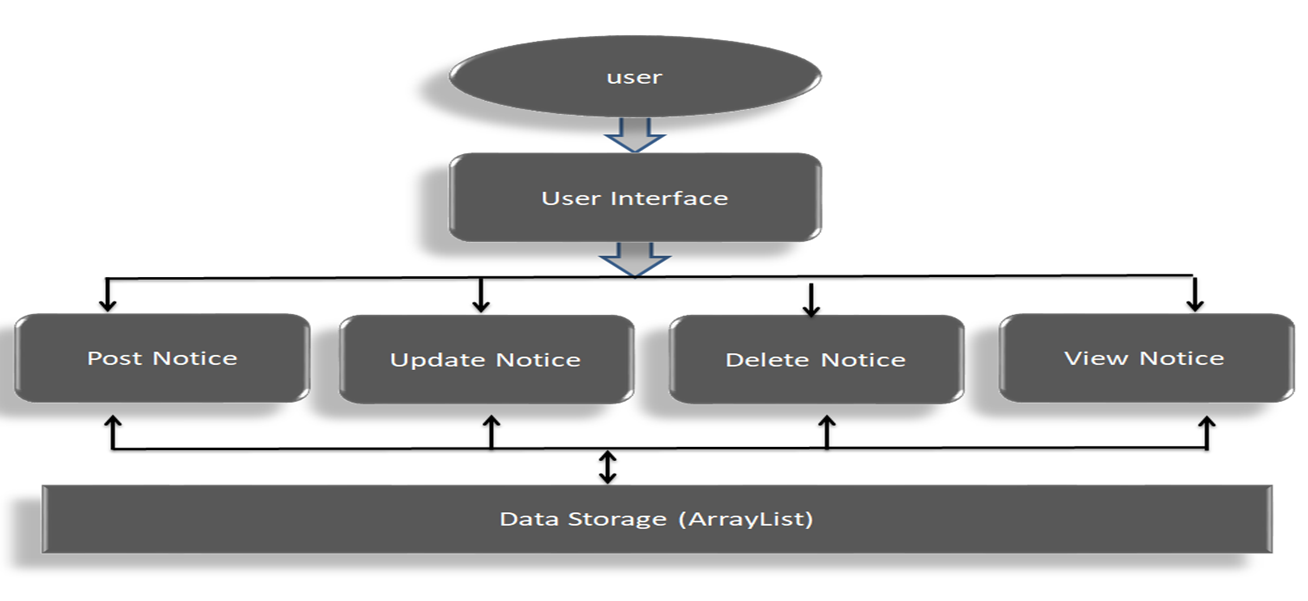 user
User Interface
Post Notice
Update Notice
Delete Notice
View Notice
Data Storage (ArrayList)